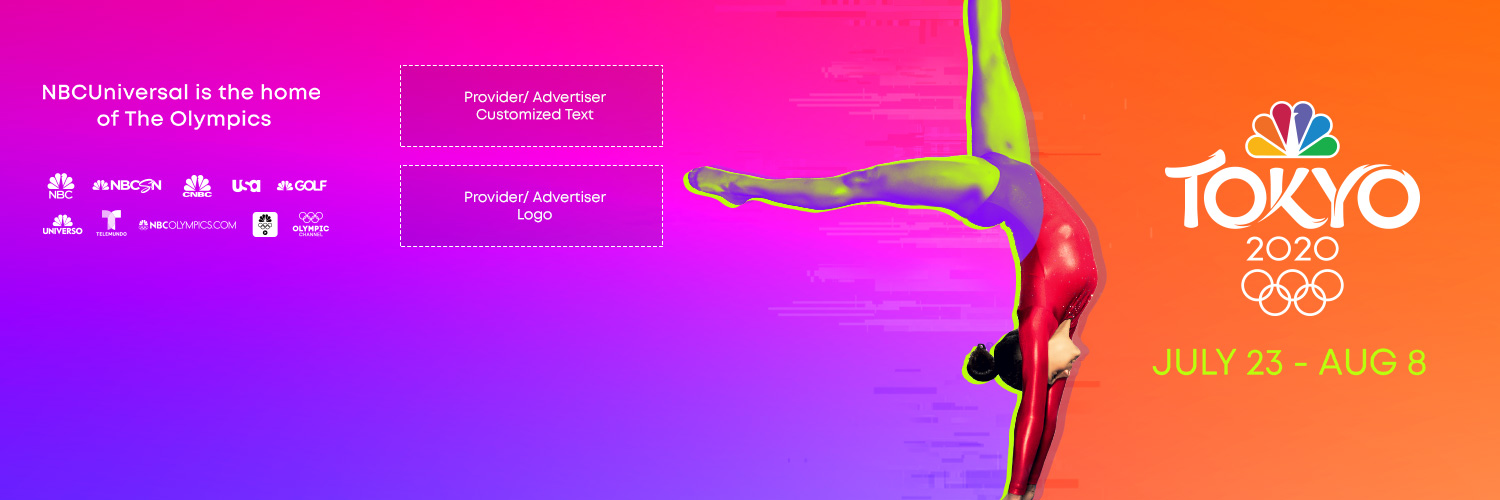 NBCUniversal is the home
of The Olympics
NBC
NBCSN
CNBC
USA
GOLF
UNIVERSO
TELEMUNDO
NBCOLYMPICS.COM
OLYMPIC
CHANNEL
Provider/ Advertiser
Customized Text
Provider/ Advertiser
Logo
TOKYO
2020
JULY 23 - AUG 8